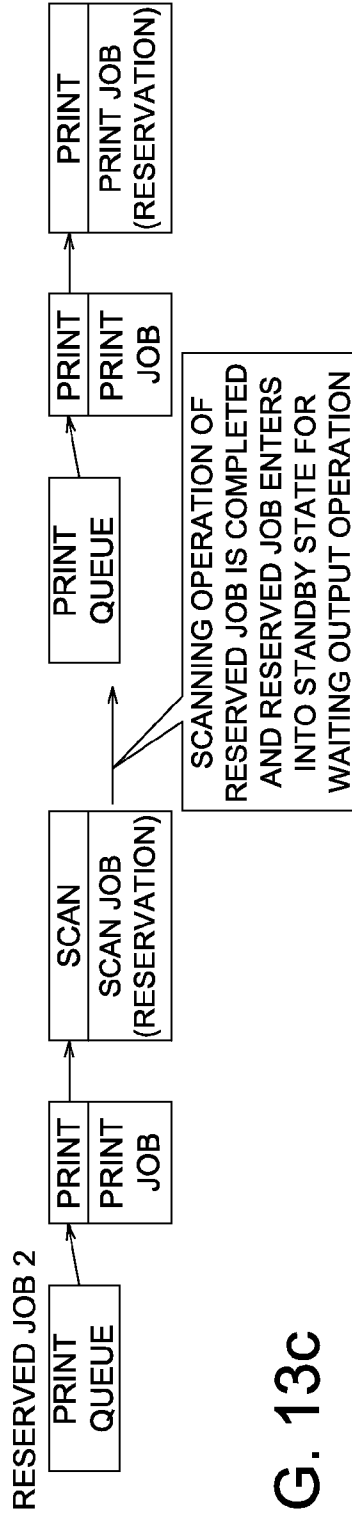 RESERVED JOB 2
PRINT
QUEUE
PRINT
PRINT
JOB
SCAN
SCAN JOB
(RESERVATION)
PRINT
QUEUE
PRINT
PRINT
JOB
PRINT
PRINT JOB
(RESERVATION)
SCANNING OPERATION OF
RESERVED JOB IS COMPLETED
AND RESERVED JOB ENTERS
INTO STANDBY STATE FOR
WAITING OUTPUT OPERATION
G. 13c